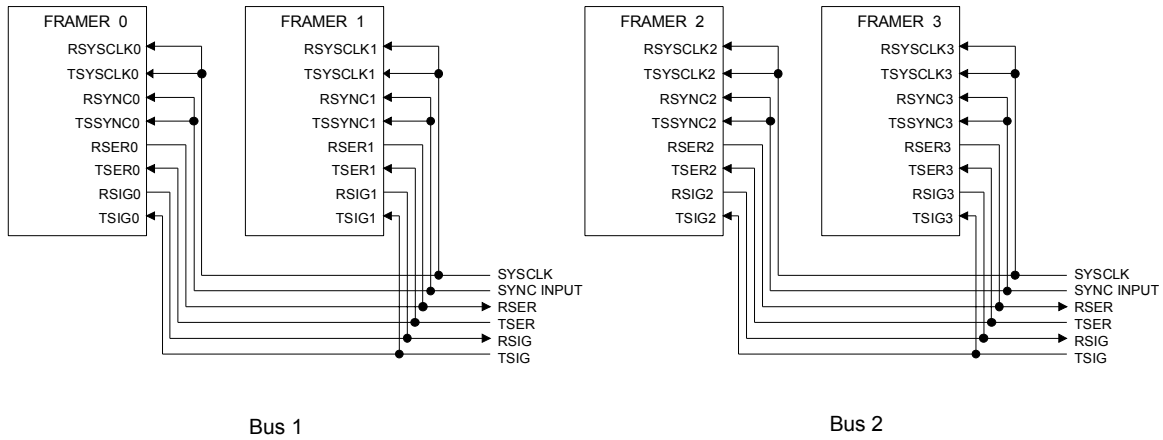 FRAMER 0
RSYSCLK0
TSYSCLK0
RSYNC0
TSSYNC0
RSER0
TSER0
RSIG0
TSIG0
FRAMER 1
RSYSCLK1
TSYSCLK1
RSYNC1
TSSYNC1
RSER1
TSER1
RSIG1
TSIG1
SYSCLK
SYNC INPUT
RSER
TSER
RSIG
TSIG
Bus 1
FRAMER 2
RSYSCLK2
TSYSCLK2
RSYNC2
TSSYNC2
RSER2
TSER2
RSIG2
TSIG2
FRAMER 3
RSYSCLK3
TSYSCLK3
RSYNC3
TSSYNC3
RSER3
TSER3
RSIG3
TSIG3
SYSCLK
SYNC INPUT
RSER
TSER
RSIG
TSIG
Bus 2